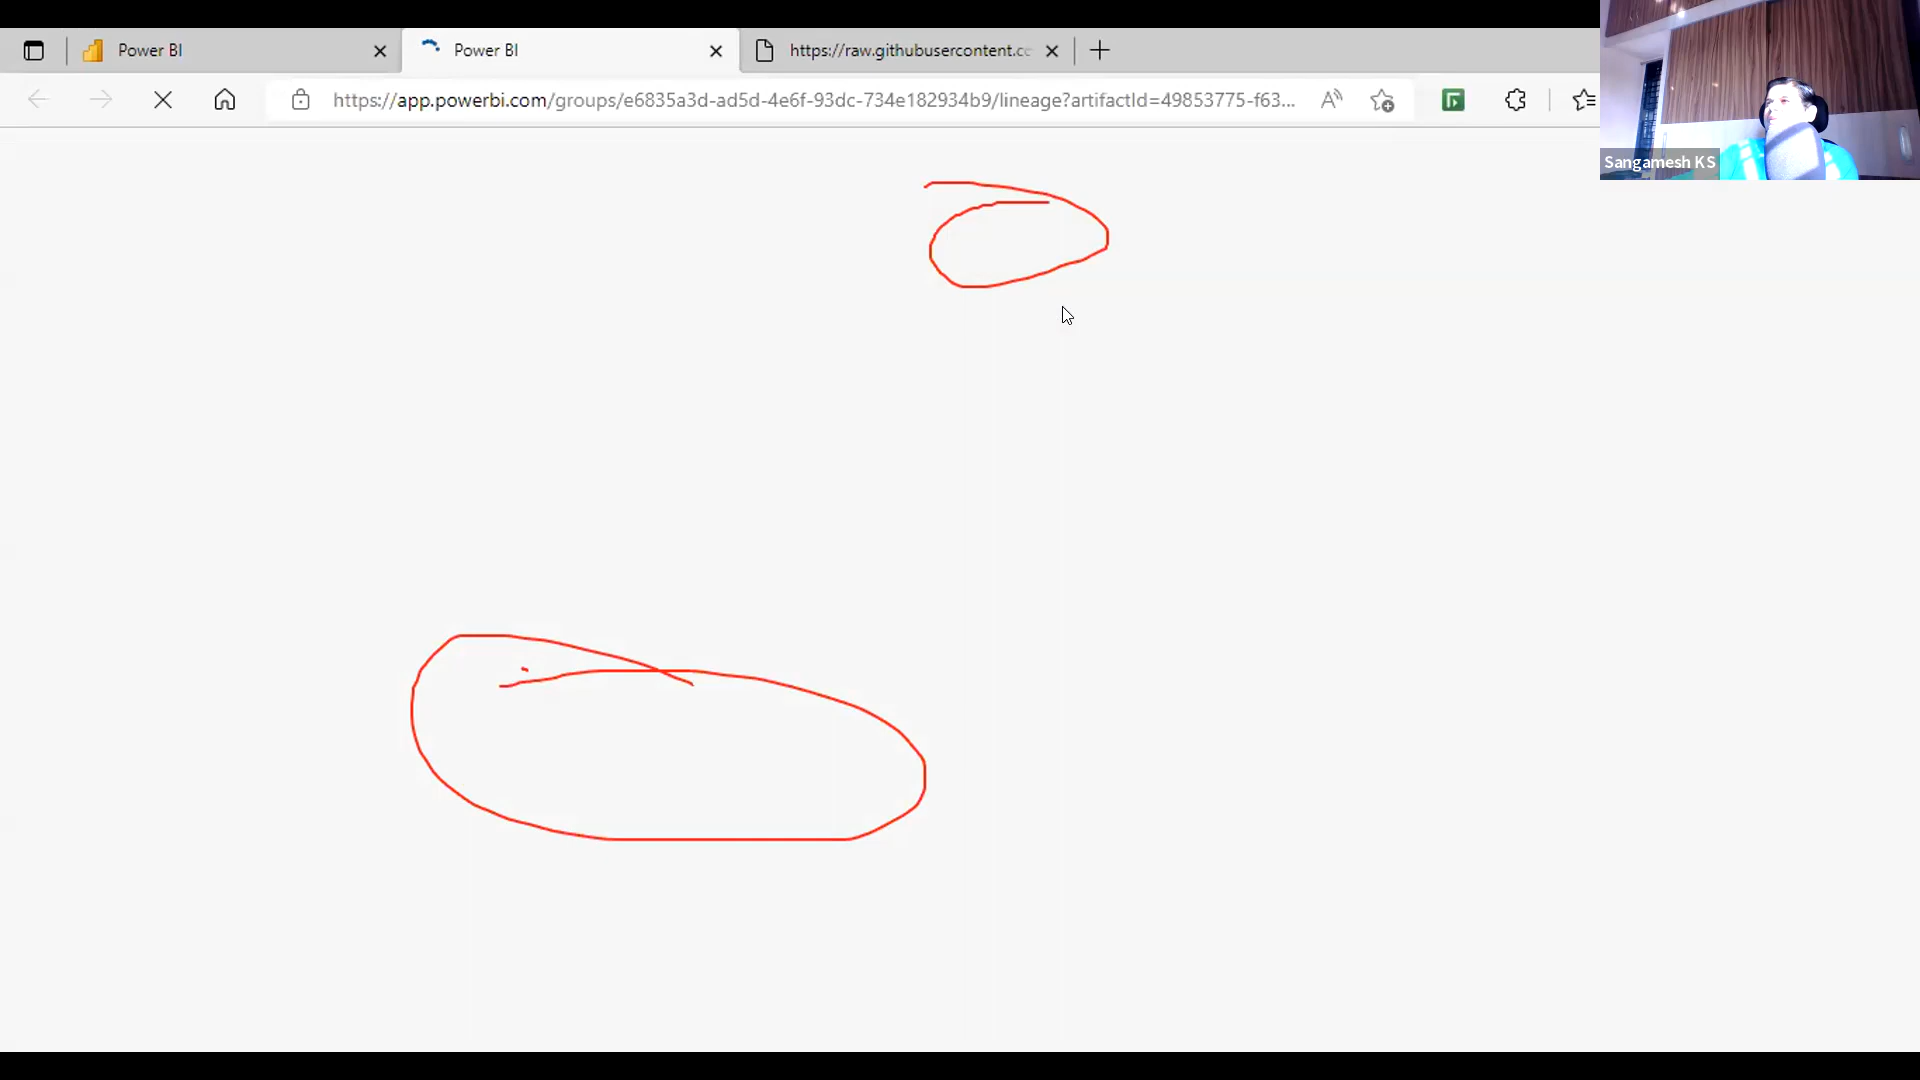 Power BI
Power BI
https://raw.githubusercontent.co
https://app.powerbi.com/groups/e6835a3d-ad5d-4e6f-93dc-734e182934b9/lineage?artifactId=49853775-f63...
Sangamesh KS